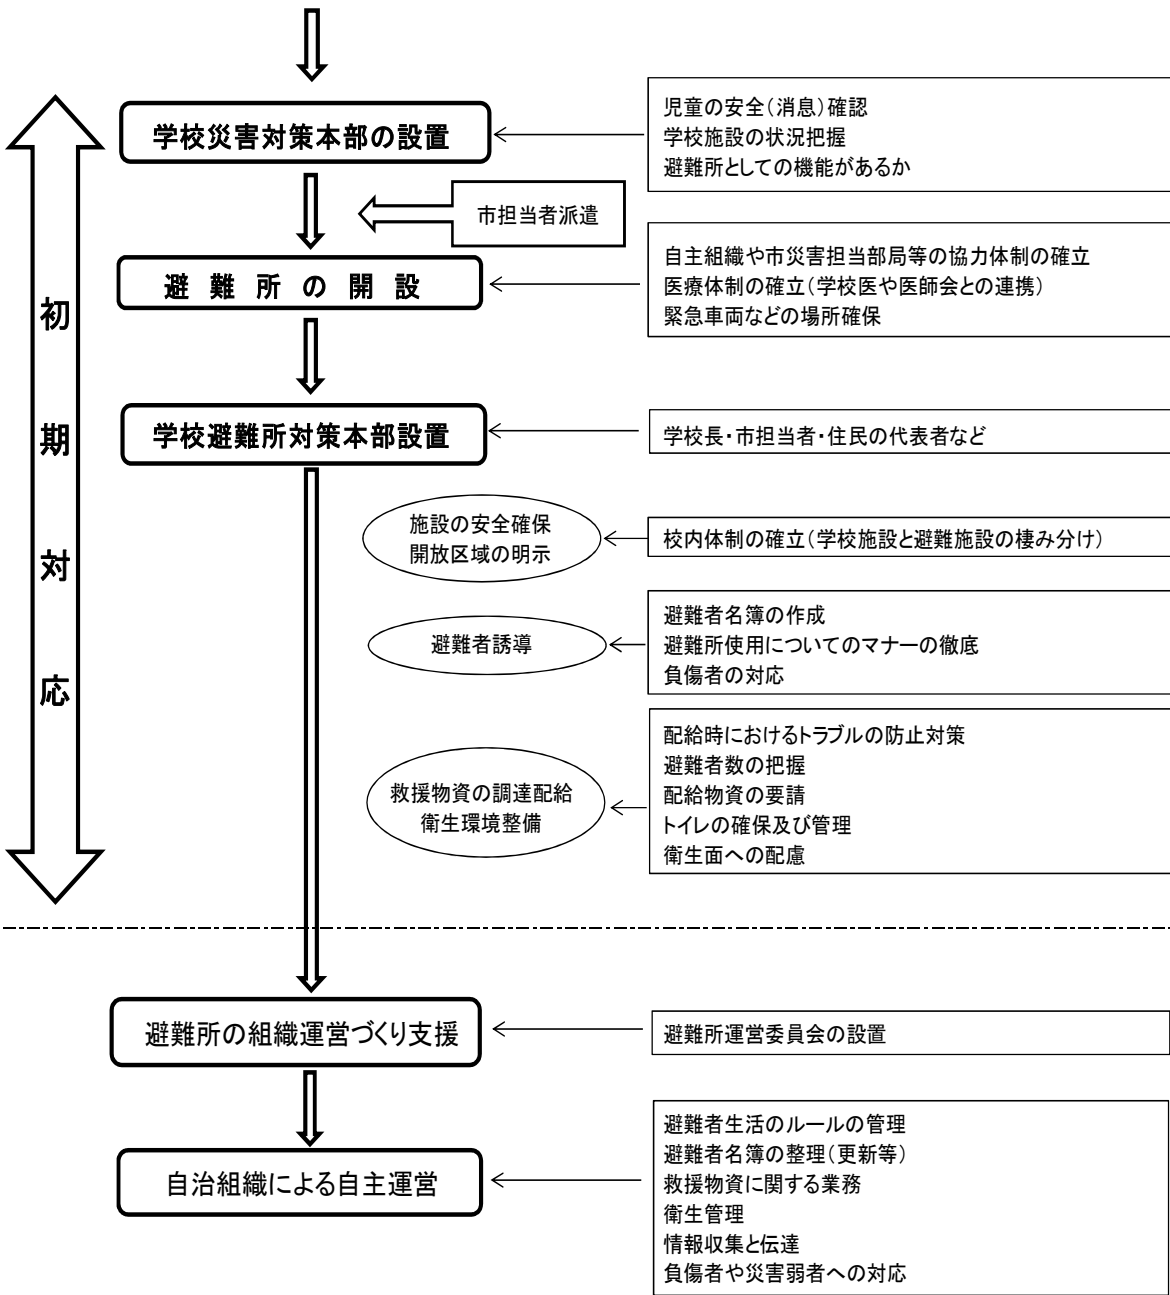 学校災害対策本部の設置
児童の安全(消息)確認
学校施設の状況把握
避難所としての機能があるか
市担当者派遣
避難所の開設
自主組織や市災害担当部局等の協力体制の確立
医療体制の確立(学校医や医師会との連携)
緊急車両などの場所確保
初期対応
学校避難所対策本部設置
学校長・市担当者・住民の代表者など
施設の安全確保
開放区域の明示
校内体制の確立(学校施設と避難施設の棲み分け)
避難者誘導
避難者名簿の作成
避難所使用についてのマナーの徹底
負傷者の対応
救援物資の調達配給
衛生環境整備
配給時におけるトラブルの防止対策
避難者数の把握
配給物資の要請
トイレの確保及び管理
衛生面への配慮
避難所の組織運営づくり支援
避難所運営委員会の設置
自治組織による自主運営
避難者生活のルールの管理
避難者名簿の整理(更新等)
救援物資に関する業務
衛生管理
情報収集と伝達
負傷者や災害弱者への対応